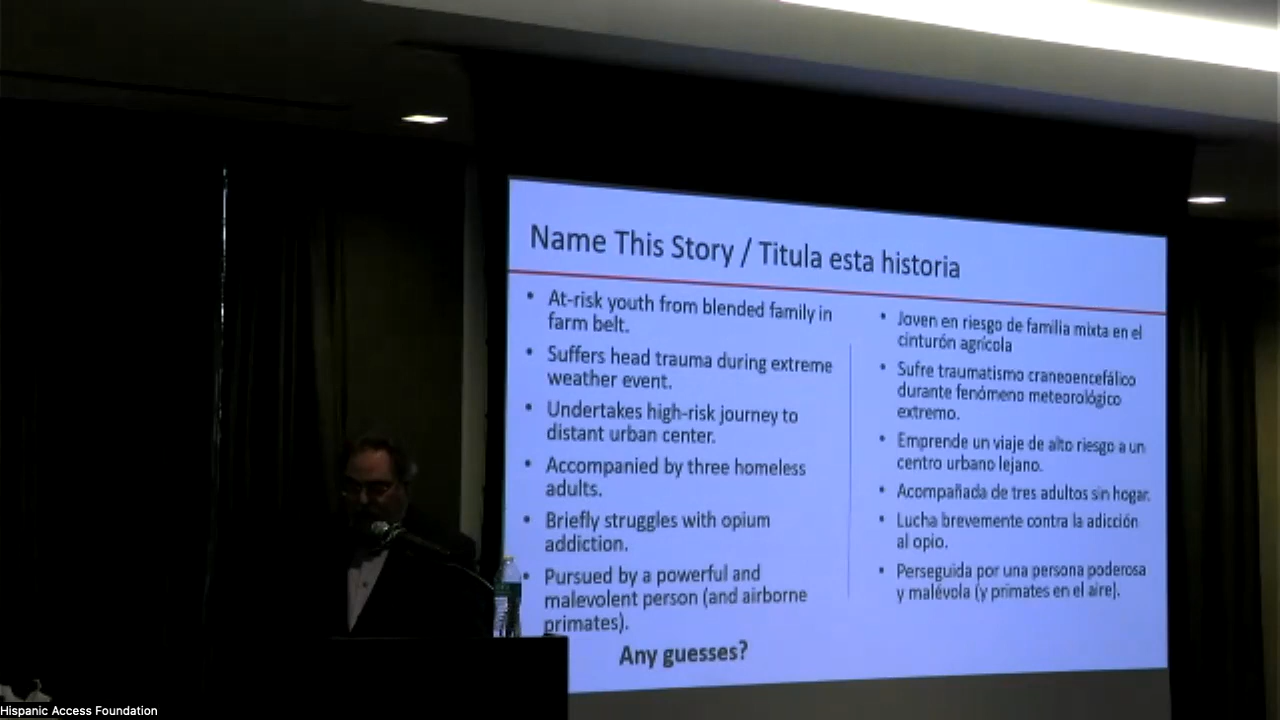 Name This Story / Titula esta historia
• At-risk youth from blended family in
farm belt.
• Suffers head trauma during extreme
weather event.
• Undertakes high-risk journey to
distant urban center.
• Accompanied by three homeless
adults.
• Briefly struggles with opium
addiction.
• Pursued by a powerful and
malevolent person (and airborne
primates).
Any guesses?
• Joven en riesgo de familia mixta en el
cinturón agrícola
• Sufre traumatismo craneoencefálico
durante fenómeno meteorológico
extremo.
• Emprende un viaje de alto riesgo a un
centro urbano lejano.
• Acompañada de tres adultos sin hogar.
• Lucha brevemente contra la adicción
al opio.
• Perseguida por una persona poderosa
y malévola (y primates en el aire).
Hispanic Access Foundation